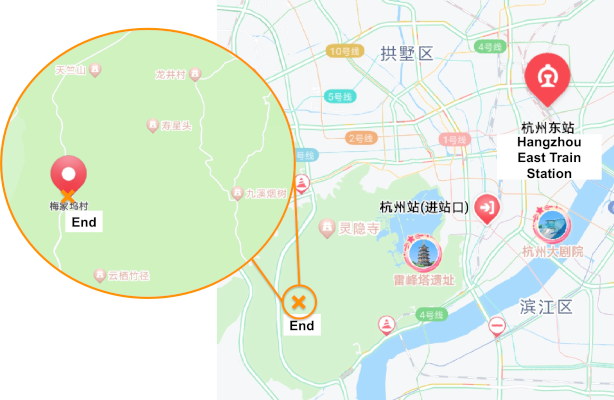 天竺山
龙井村
寿星头
九溪烟树
梅家坞村
End
云栖竹径
10号线
拱墅区
4号线
5号线
杭州东站
Hangzhou
East Train
Station
2号线
1号线
号线
杭州站(进站口)
灵隐寺
杭州大剧院
雷峰塔遗址
滨江区
4号线
End